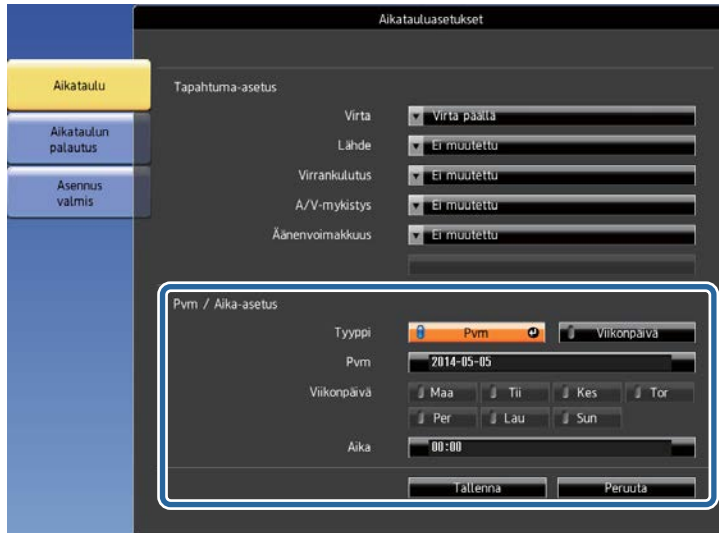 Aikatauluasetukset
Aikataulu
Aikataulun
palautus
Asennus
valmis
Tapahtuma-asetus
Virta Virta päällä
Lähde Ei muutettu
Virrankulutus Ei muutettu
A/V-mykistys Ei muutettu
Äänenvoimakkuus Ei muutettu
Pvm / Aika-asetus
Tyyppi Pvm Viikonpäivä
Pvm 2014-05-05
Viikonpäivä Maa Tii Kes Tor
Per Lau Sun
Aika 00:00
Tallenna Peruuta